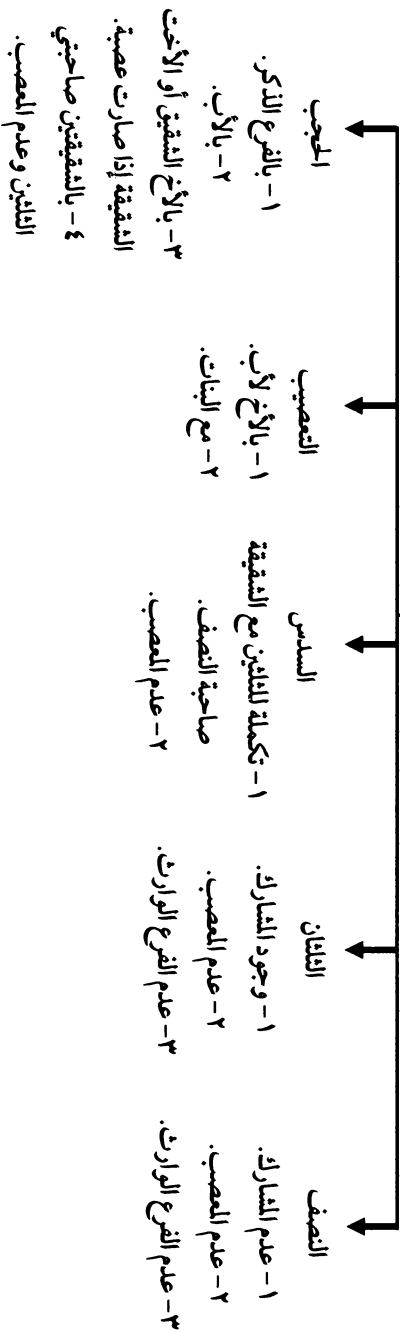 النصف
١- عدم المشارك.
٢- عدم المعصب.
٣- عدم الفرع الوارث.
الثلثان
١- وجود المشارك.
٢- عدم المعصب.
٣- عدم الفرع الوارث.
السدس
١- تكملة للثلثين مع الشقيقة
صاحبة النصف.
٢- عدم المعصب.
التعصيب
١- بالأخ لأب.
٢- مع البنات.
الحجب
١- بالفرع الذكر.
٢- بالأب.
٣- بالأخ الشقيق أو الأخت
الشقيقة إذا صارت عصبة.
٤- بالشقيقتين صاحبتي
الثلثين وعدم المعصب.